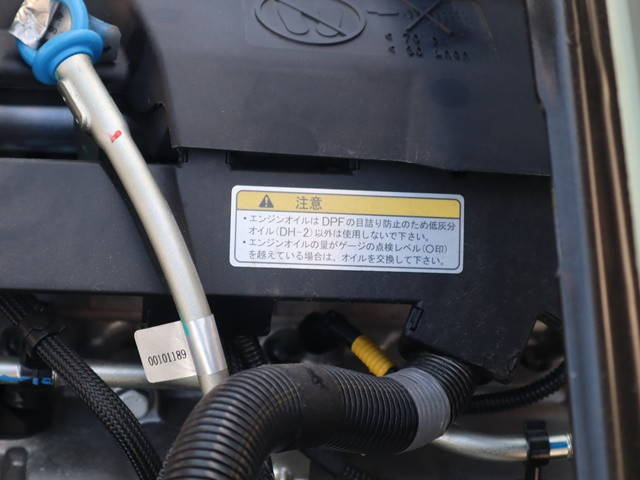 注意
・エンジンオイルはDPFの目詰り防止のため低灰分
オイル(DH-2)以外は使用しないで下さい。
・エンジンオイルの量がゲージの点検レベル(〇印)
を越えている場合は、オイルを交換して下さい。
00101189